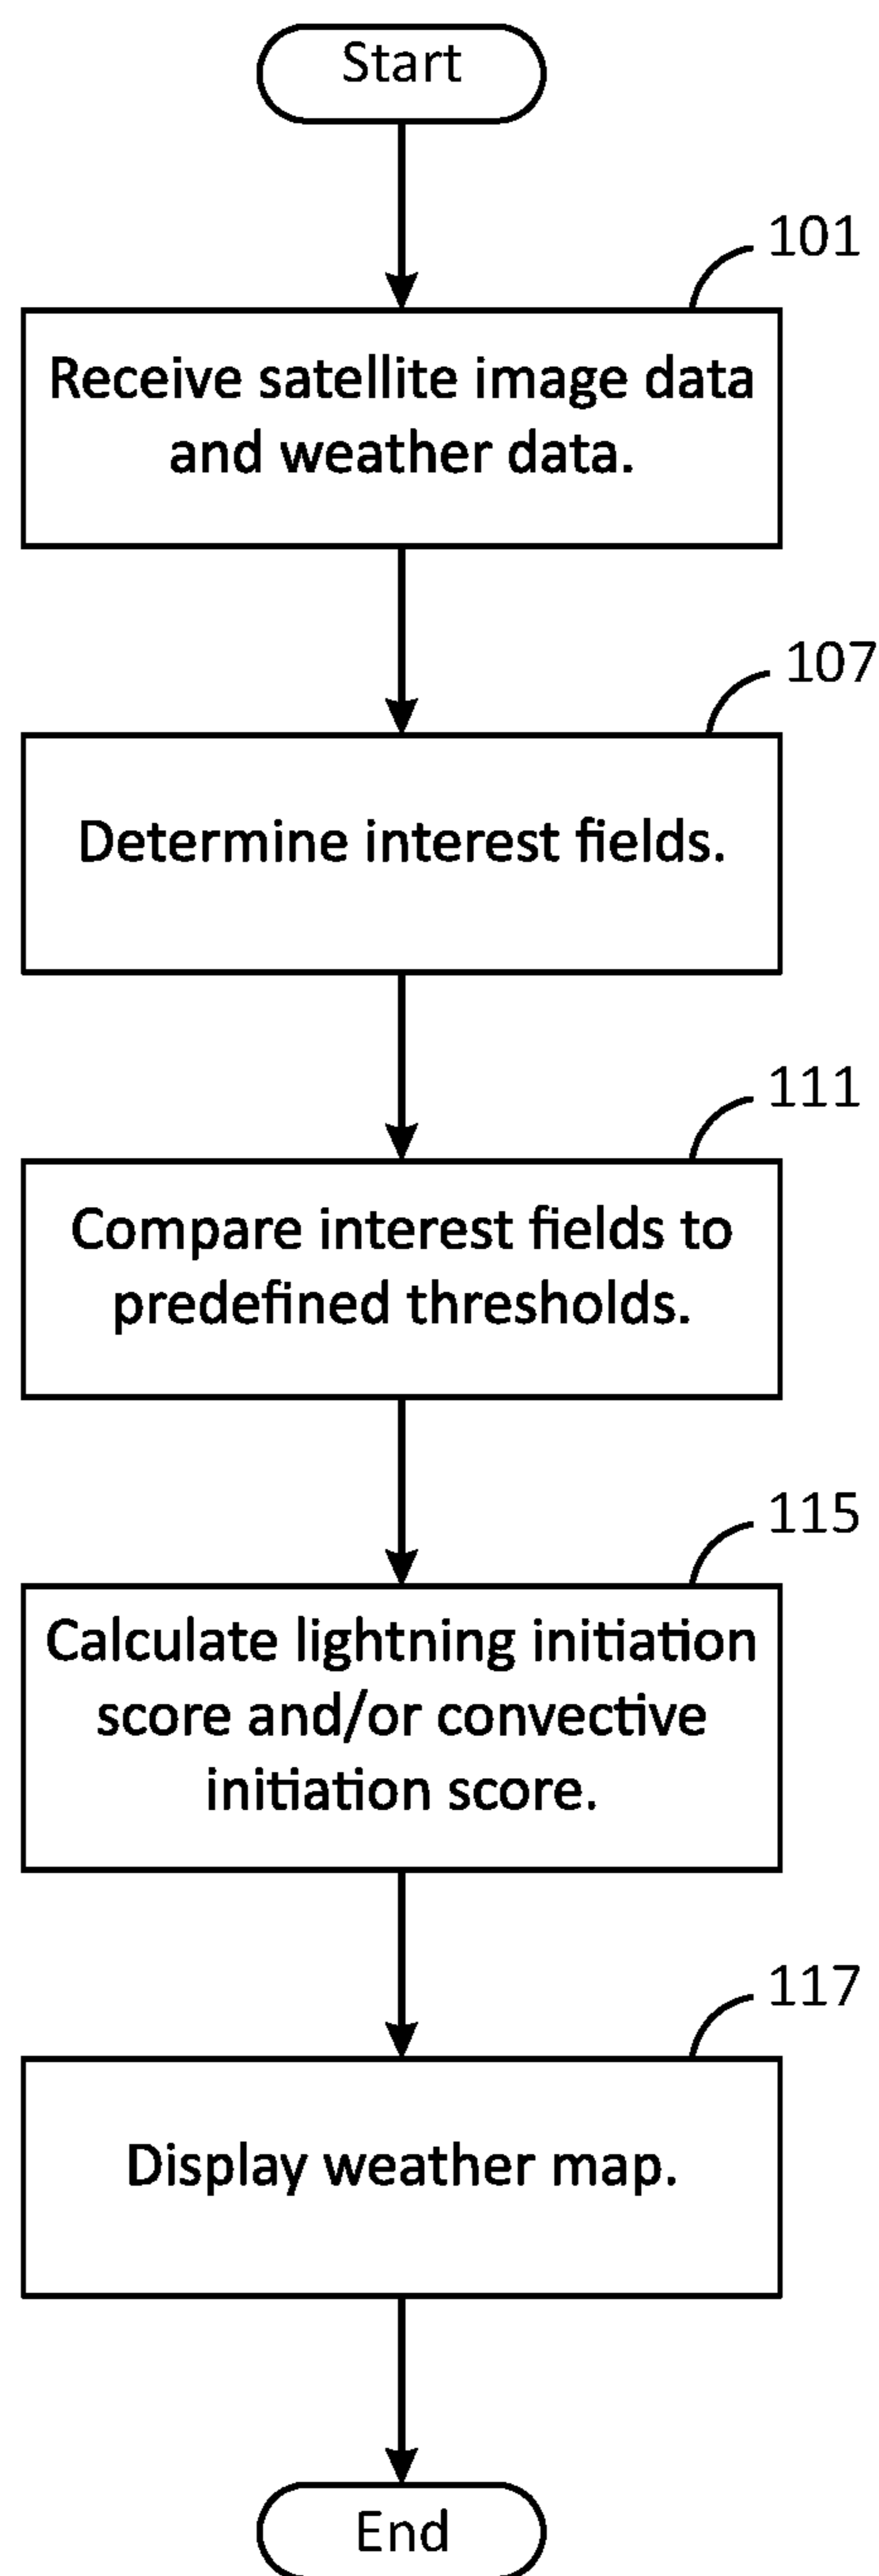 Start
101
Receive satellite image data
and weather data.
107
Determine interest fields.
111
Compare interest fields to
predefined thresholds.
115
Calculate lightning initiation
score and/or convective
initiation score.
117
Display weather map.
End